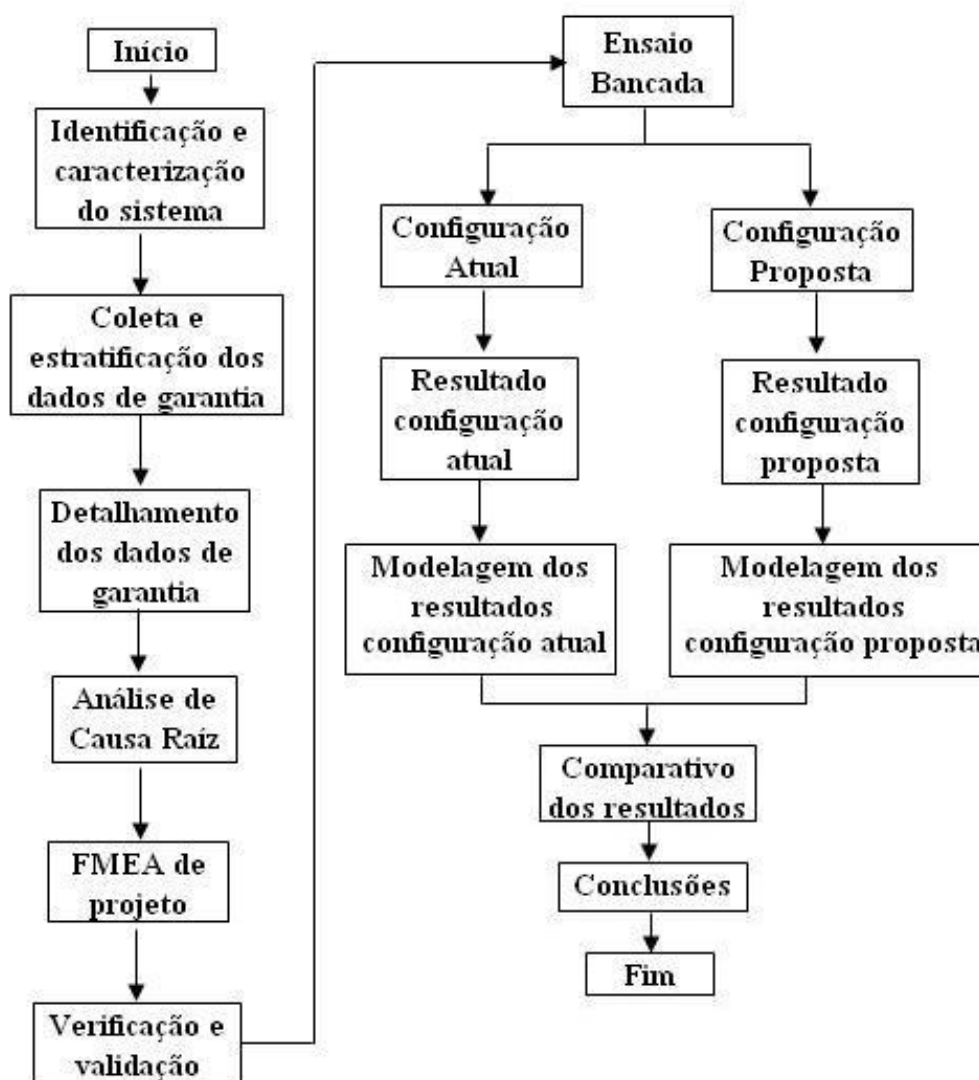 Início
Identificação e
caracterização
do sistema
Coleta e
estratificação dos
dados de garantia
Detalhamento
dos dados de
garantia
Análise de
Causa Raíz
FMEA de
projeto
Verificação e
validação
Ensaio
Bancada
Configuração
Atual
Resultado
configuração
atual
Modelagem dos
resultados
configuração atual
Configuração
Proposta
Resultado
configuração
proposta
Modelagem dos
resultados
configuração proposta
Comparativo
dos resultados
Conclusões
Fim